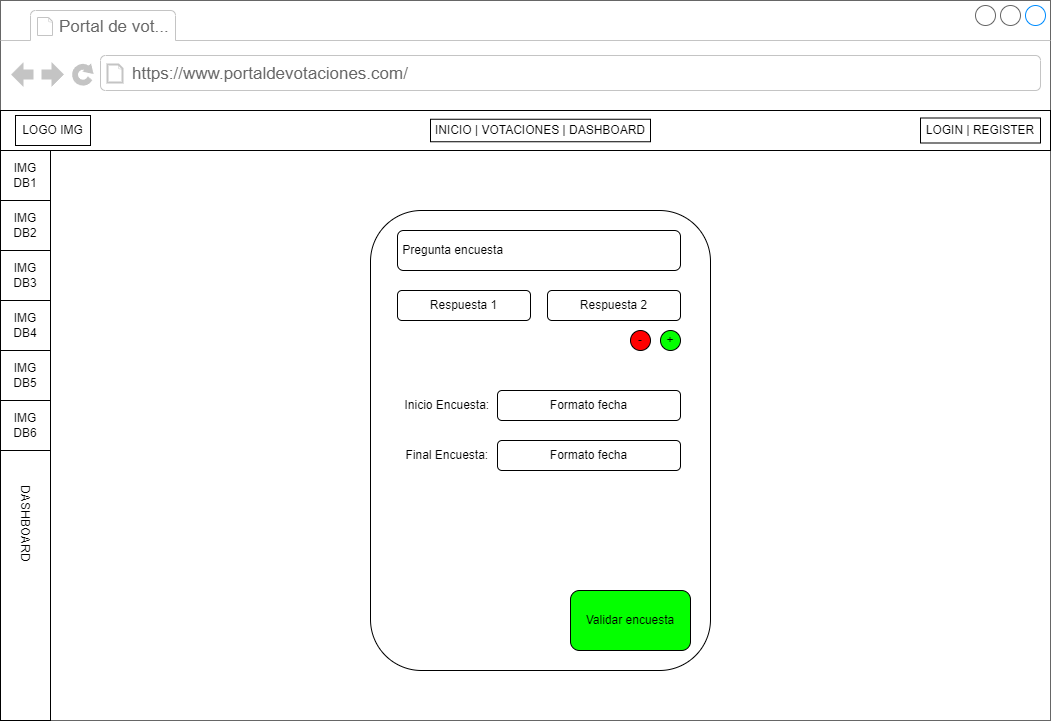 Portal de vot...
https://www.portaldevotaciones.com/
LOGO IMG
INICIO | VOTACIONES | DASHBOARD
LOGIN | REGISTER
IMG
DB1
IMG
DB2
IMG
DB3
IMG
DB4
IMG
DB5
IMG
DB6
DASHBOARD
Pregunta encuesta
Respuesta 1
Respuesta 2
-
+
Inicio Encuesta:
Formato fecha
Final Encuesta:
Formato fecha
Validar encuesta